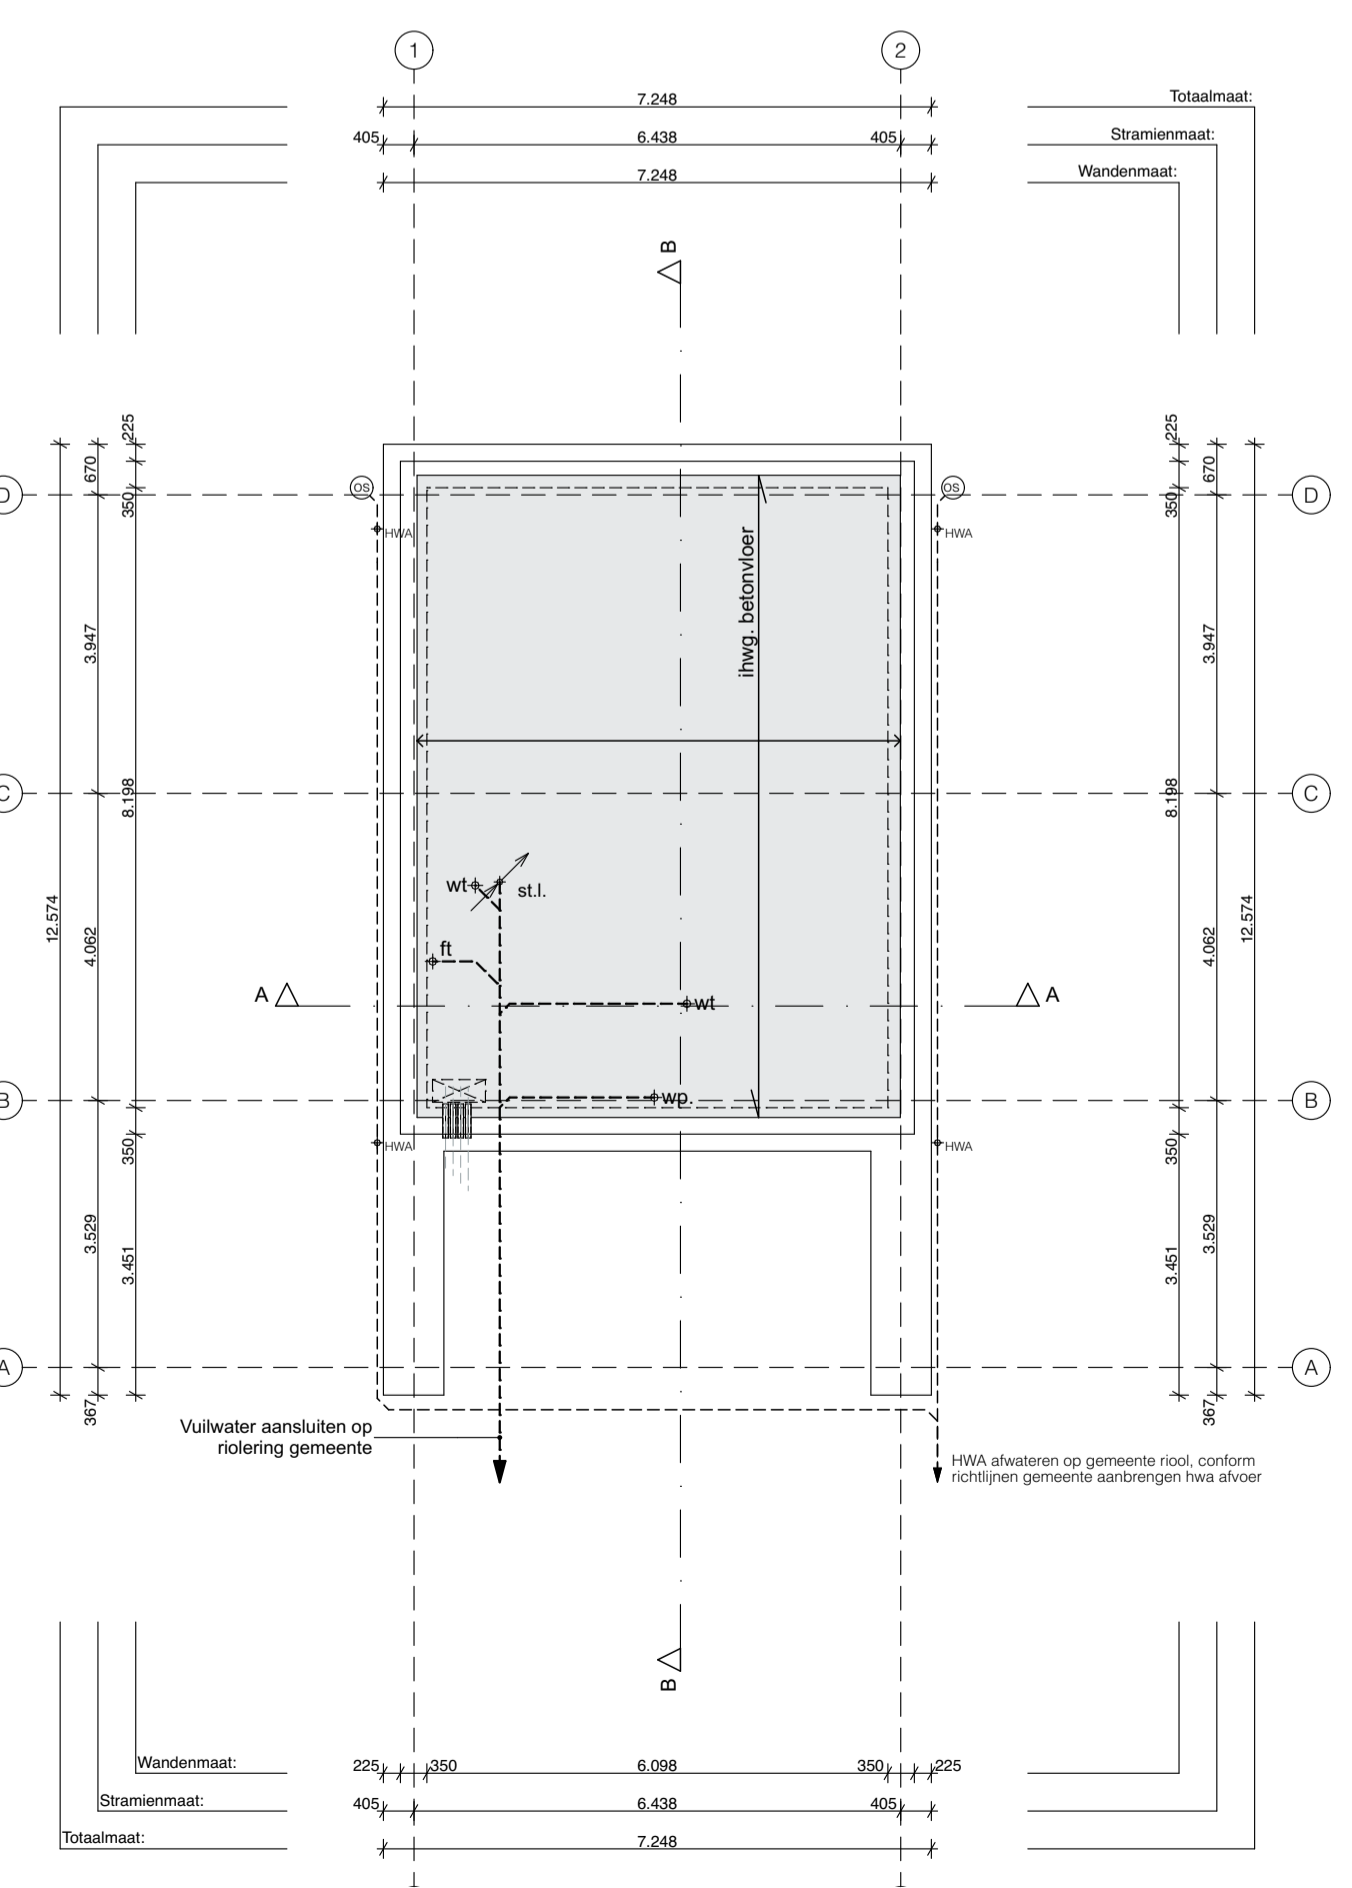 1
2
7.248
Totaalmaat:
405
6.438
405
Stramienmaat:
7.248
Wandenmaat:
B
225
670
350
225
670
350
D
OS
OS
D
HWA
HWA
ihwg. betonvloer
3.947
3.947
C
8.198
8.198
C
wt
st.l.
12.574
4.062
ft
4.062
12.574
A
wt
A
B
wp.
B
HWA
HWA
350
350
3.529
3.451
3.451
3.529
A
A
367
367
Vuilwater aansluiten op
riolering gemeente
HWA afwateren op gemeente riool, conform
richtlijnen gemeente aanbrengen hwa afvoer
B
Wandenmaat:
225
350
6.098
350
225
Stramienmaat:
405
6.438
405
Totaalmaat:
7.248